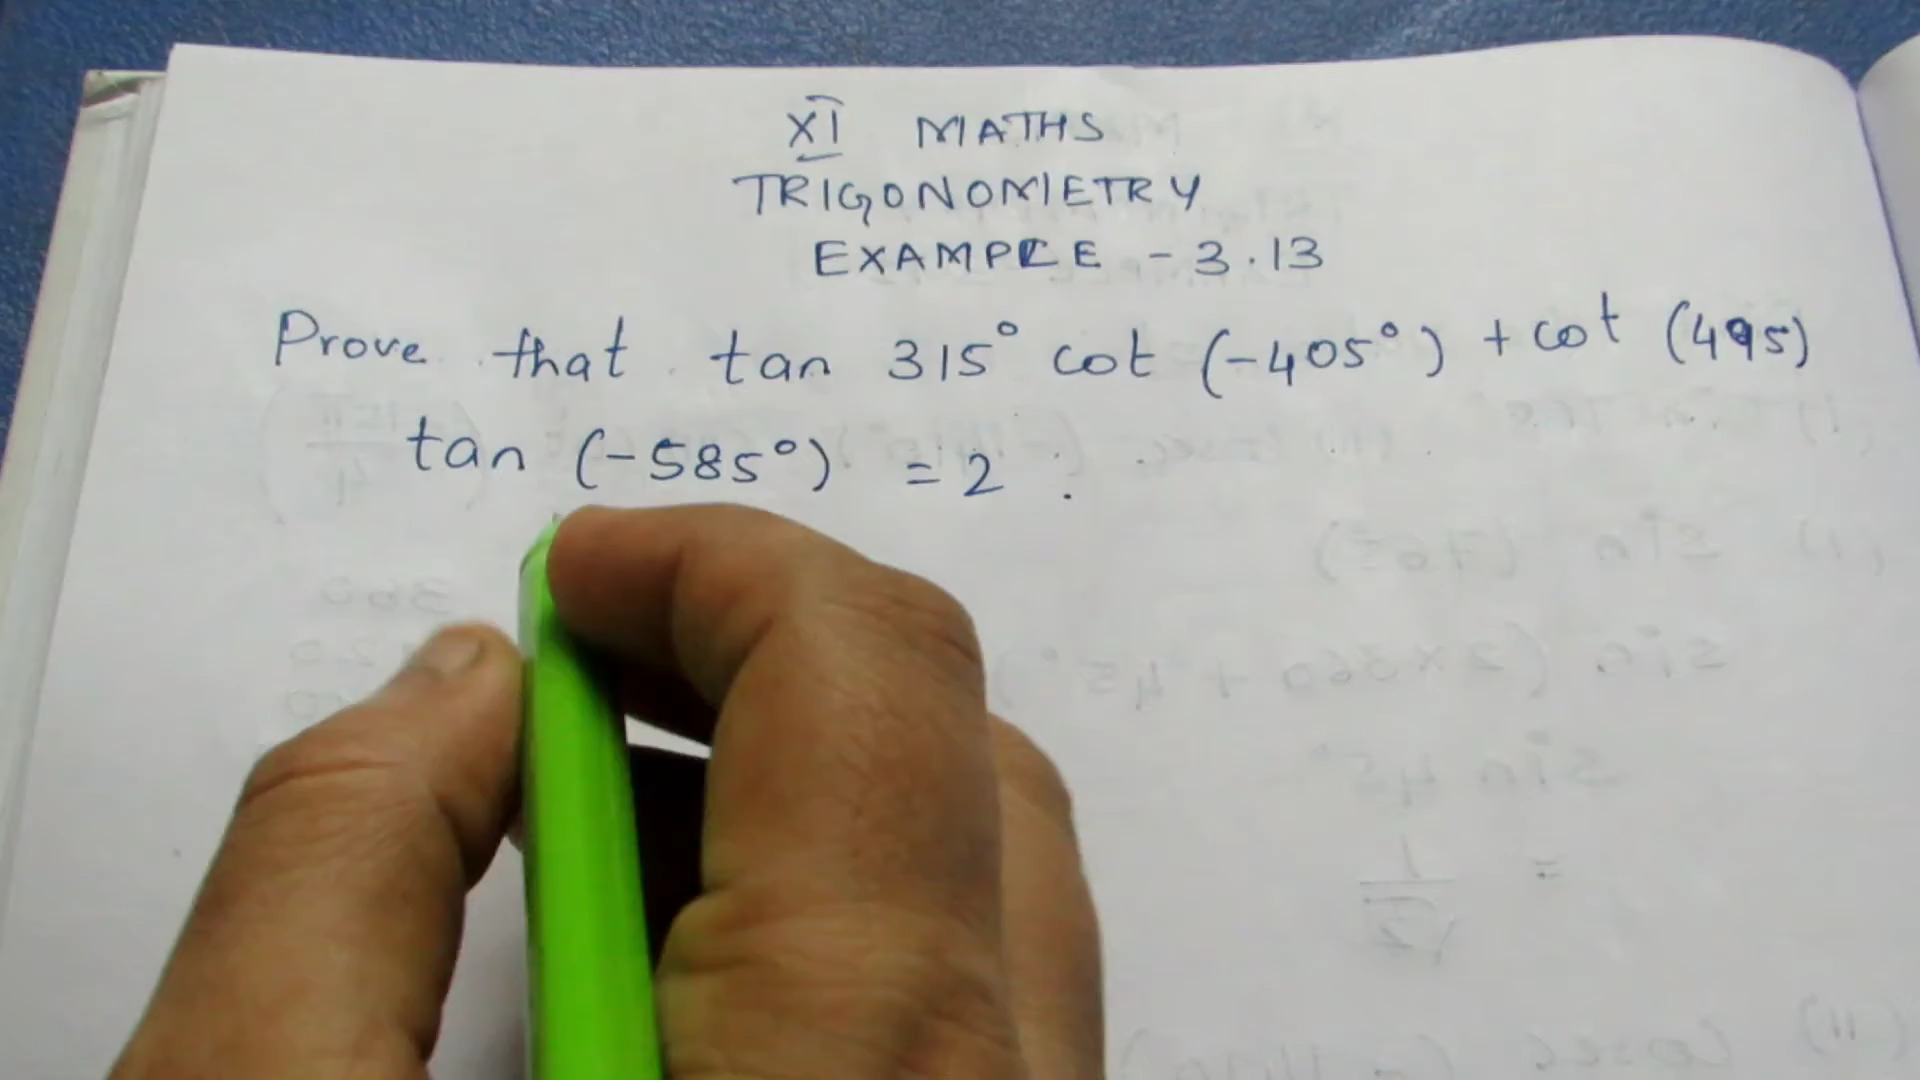 XI MATHS
TRIGONOMETRY
EXAMPLE - 3.13
Prove that tan 315° cot (-405°) + cot (495)
tan (-585°) = 2 :